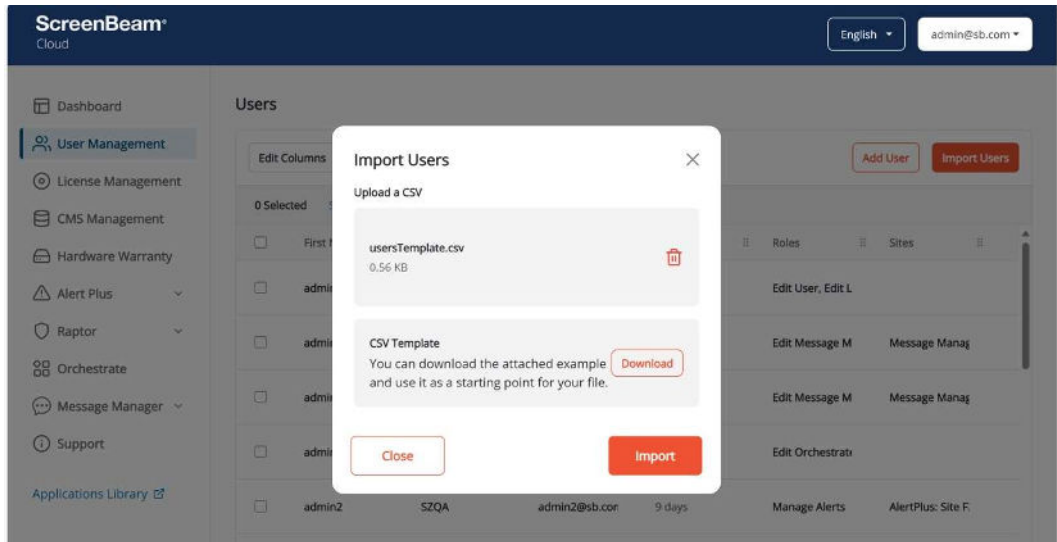 ScreenBeam®
Cloud
English
admin@sb.com
Dashboard
User Management
License Management
CMS Management
Hardware Warranty
Alert Plus
Raptor
Orchestrate
Message Manager
Support
Applications Library
Users
Edit Columns
Add User
Import Users
0 Selected
First
Roles
Sites
Edit User, Edit L
Edit Message M
Message Manag
Edit Message M
Message Manag
Edit Orchestrat
admin2
SZQA
admin2@sb.cor
9 days
Manage Alerts
AlertPlus: Site F
Import Users
Upload a CSV
usersTemplate.csv
0.56 KB
CSV Template
You can download the attached example
and use it as a starting point for your file.
Download
Close
Import